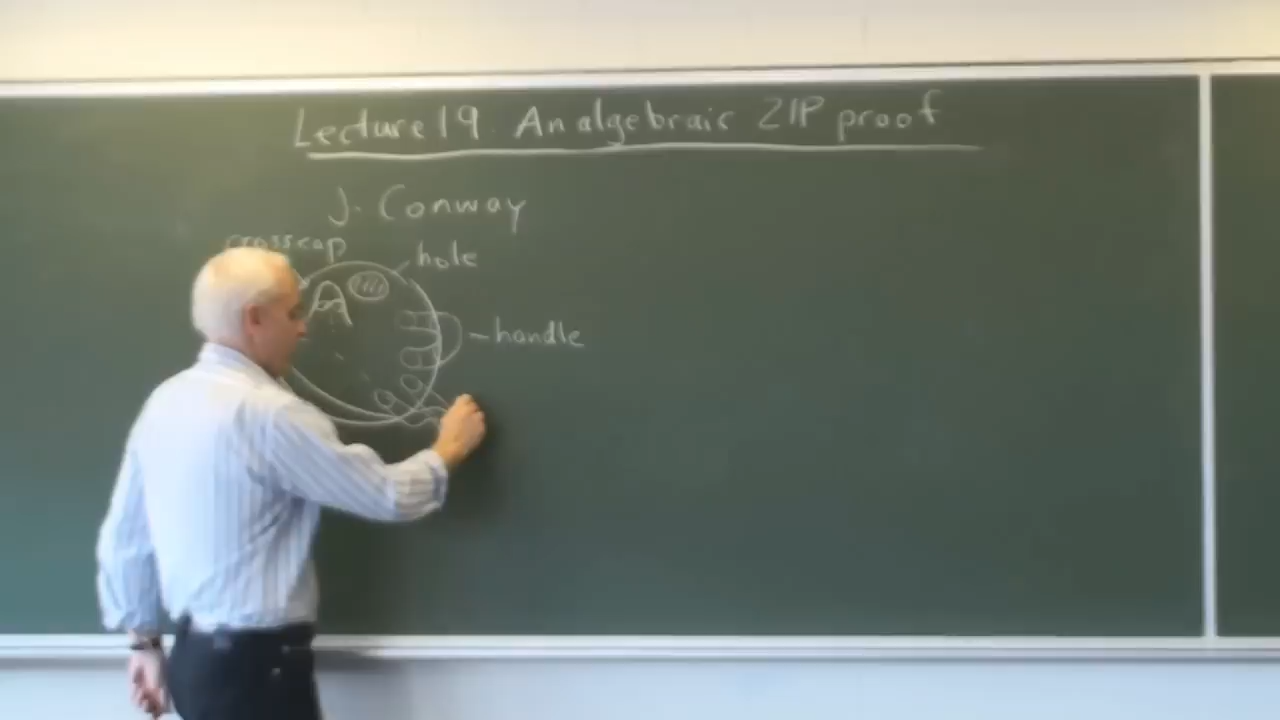 Lecture 19. An algebraic ZIP proof
J. Conway
crosscap
hole
handle